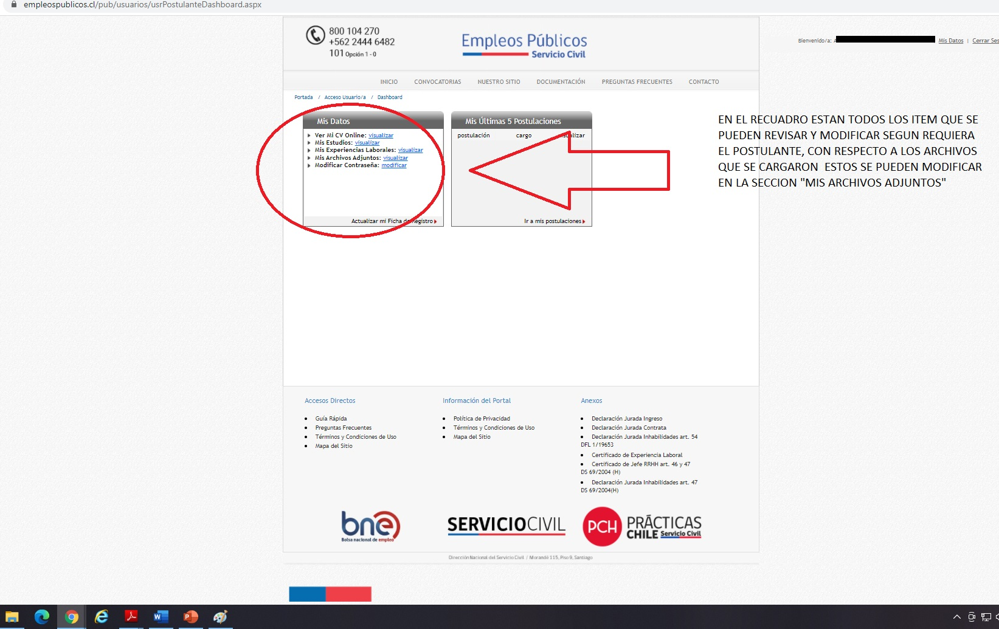 empleospublicos.cl/pub/usuarios/usrPostulanteDashboard.aspx
800 104 270
+562 2444 6482
101 Opción 1 - 0
Empleos Públicos
Servicio Civil
Bienvenido/a: Mis Datos | Cerrar Ses
INICIO CONVOCATORIAS NUESTRO SITIO DOCUMENTACIÓN PREGUNTAS FRECUENTES CONTACTO
Portada / Acceso Usuario/a / Dashboard
Mis Datos
Ver Mi CV Online: visualizar
Mis Estudios: visualizar
Mis Experiencias Laborales: visualizar
Mis Archivos Adjuntos: visualizar
Modificar Contraseña: modificar
Actualizar mi Ficha de Registro
Mis Últimas 5 Postulaciones
postulación cargo visualizar
Ir a mis postulaciones
EN EL RECUADRO ESTAN TODOS LOS ITEM QUE SE
PUEDEN REVISAR Y MODIFICAR SEGUN REQUIERA
EL POSTULANTE, CON RESPECTO A LOS ARCHIVOS
QUE SE CARGARON ESTOS SE PUEDEN MODIFICAR
EN LA SECCION "MIS ARCHIVOS ADJUNTOS"
Accesos Directos
Guía Rápida
Preguntas Frecuentes
Términos y Condiciones de Uso
Mapa del Sitio
Información del Portal
Política de Privacidad
Términos y Condiciones de Uso
Mapa del Sitio
Anexos
Declaración Jurada Ingreso
Declaración Jurada Contrata
Declaración Jurada Inhabilidades art. 54
DFL 1/19653
Certificado de Experiencia Laboral
Certificado de Jefe RRHH art. 46 y 47
DS 69/2004 (H)
Declaración Jurada Inhabilidades art. 47
DS 69/2004(H)
bne
Bolsa nacional de empleo
SERVICIO CIVIL
PCH
PRÁCTICAS
CHILE Servicio Civil
Dirección Nacional del Servicio Civil / Morandé 115, Piso 9, Santiago